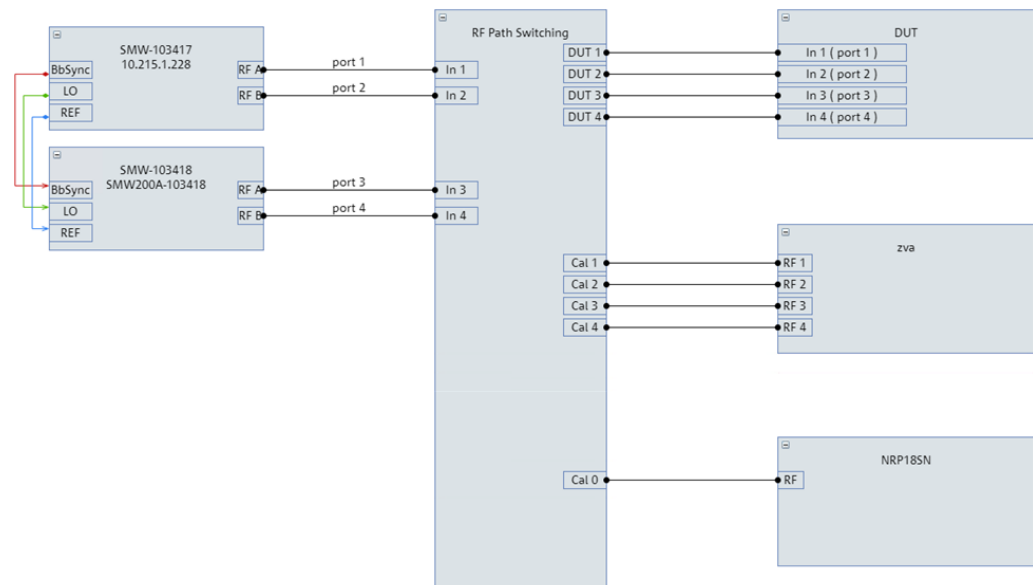 SMW-103417
10.215.1.228
BbSync
LO
REF
RF A
RF B
port 1
port 2
SMW-103418
SMW200A-103418
BbSync
LO
REF
RF A
RF B
port 3
port 4
RF Path Switching
In 1
In 2
In 3
In 4
DUT 1
DUT 2
DUT 3
DUT 4
Cal 1
Cal 2
Cal 3
Cal 4
Cal 0
DUT
In 1 ( port 1 )
In 2 ( port 2 )
In 3 ( port 3 )
In 4 ( port 4 )
zva
RF 1
RF 2
RF 3
RF 4
NRP18SN
RF